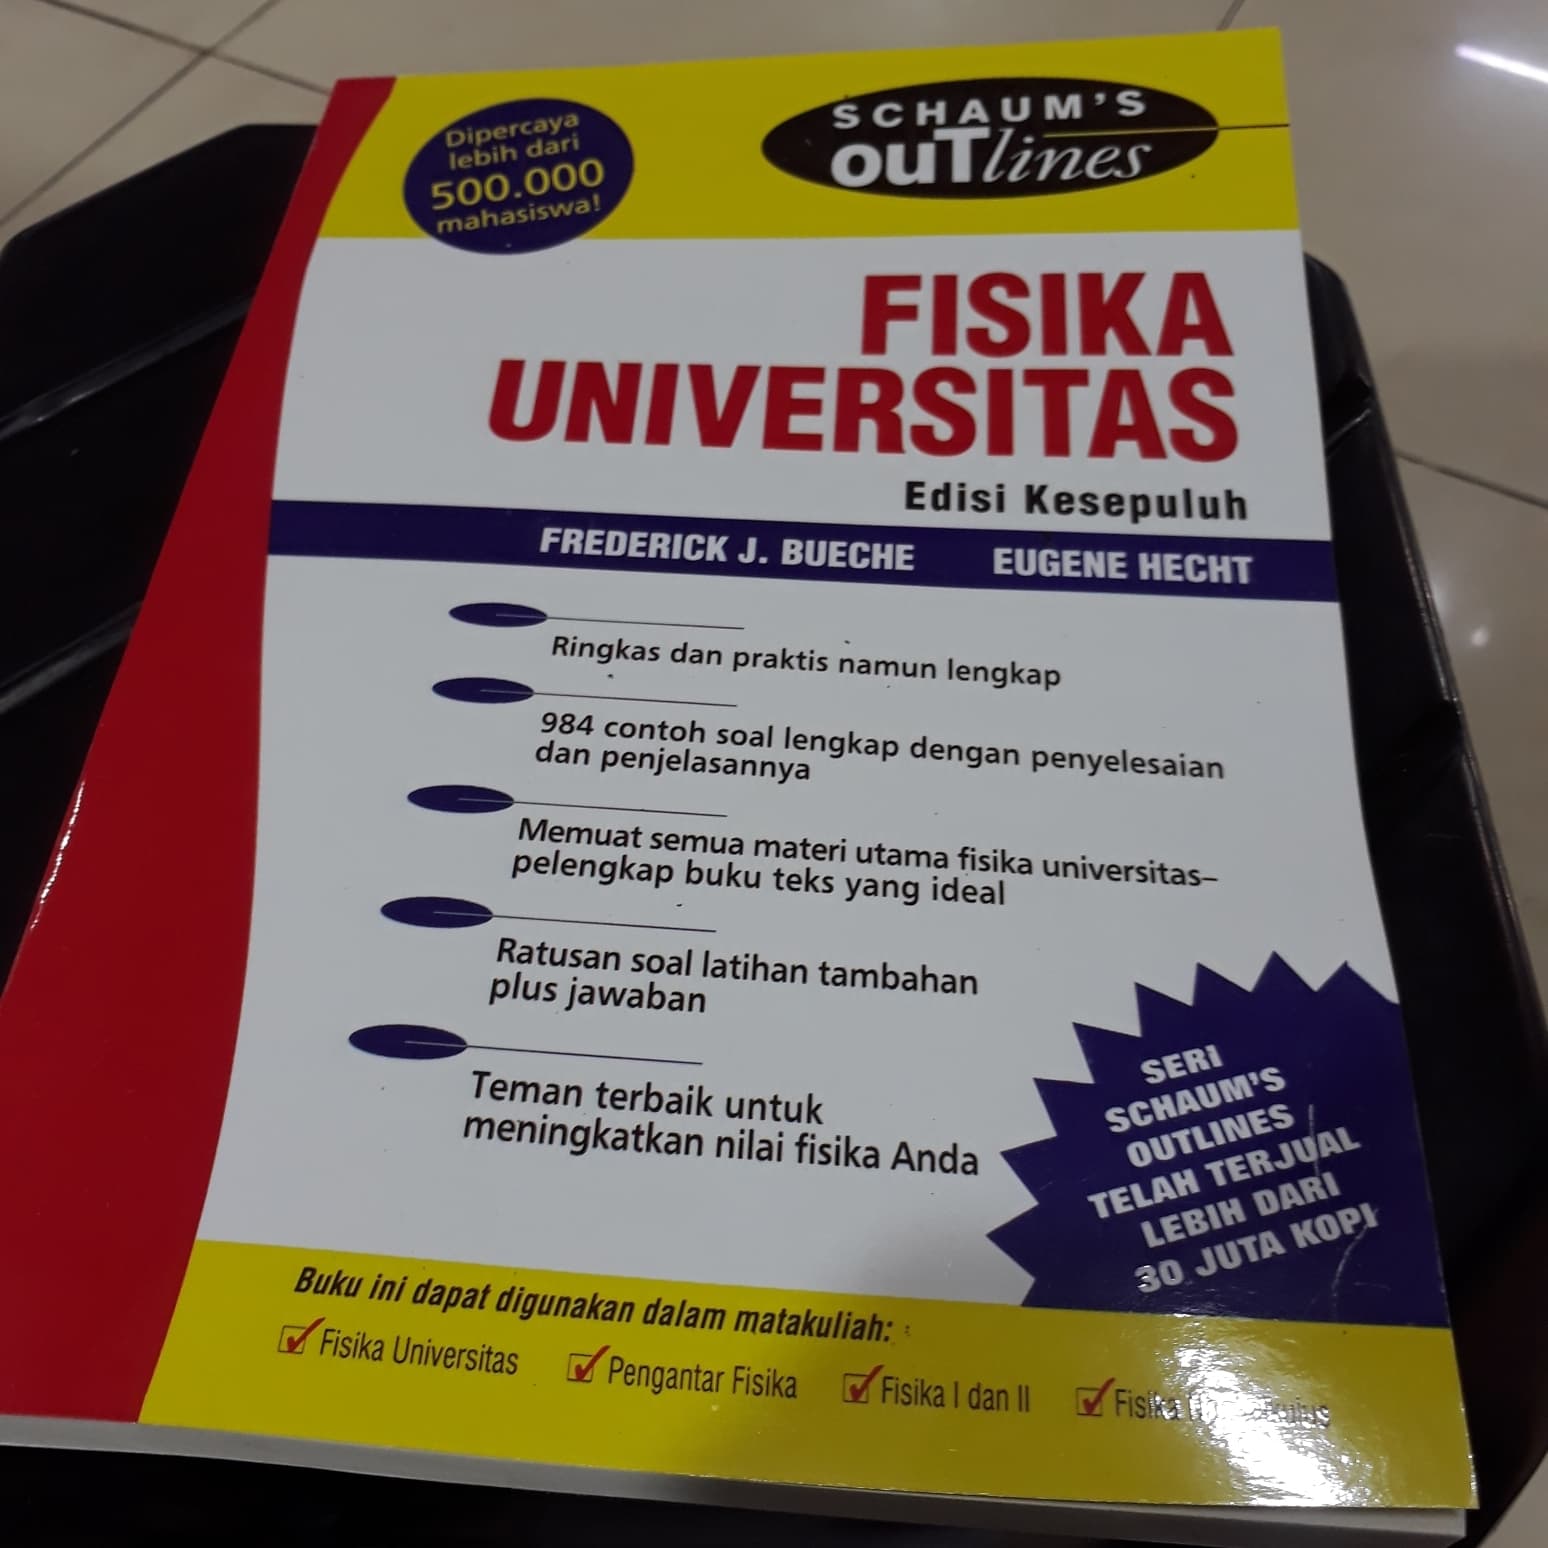 Dipercaya
lebih dari
500.000
mahasiswa!
SCHAUM'S
ouTlines
FISIKA
UNIVERSITAS
Edisi Kesepuluh
FREDERICK J. BUECHE EUGENE HECHT
Ringkas dan praktis namun lengkap
984 contoh soal lengkap dengan penyelesaian
dan penjelasannya
Memuat semua materi utama fisika universitas–
pelengkap buku teks yang ideal
Ratusan soal latihan tambahan
plus jawaban
Teman terbaik untuk
meningkatkan nilai fisika Anda
SERI
SCHAUM'S
OUTLINES
TELAH TERJUAL
LEBIH DARI
30 JUTA KOPI
Buku ini dapat digunakan dalam matakuliah:
Fisika Universitas Pengantar Fisika Fisika I dan II Fisika